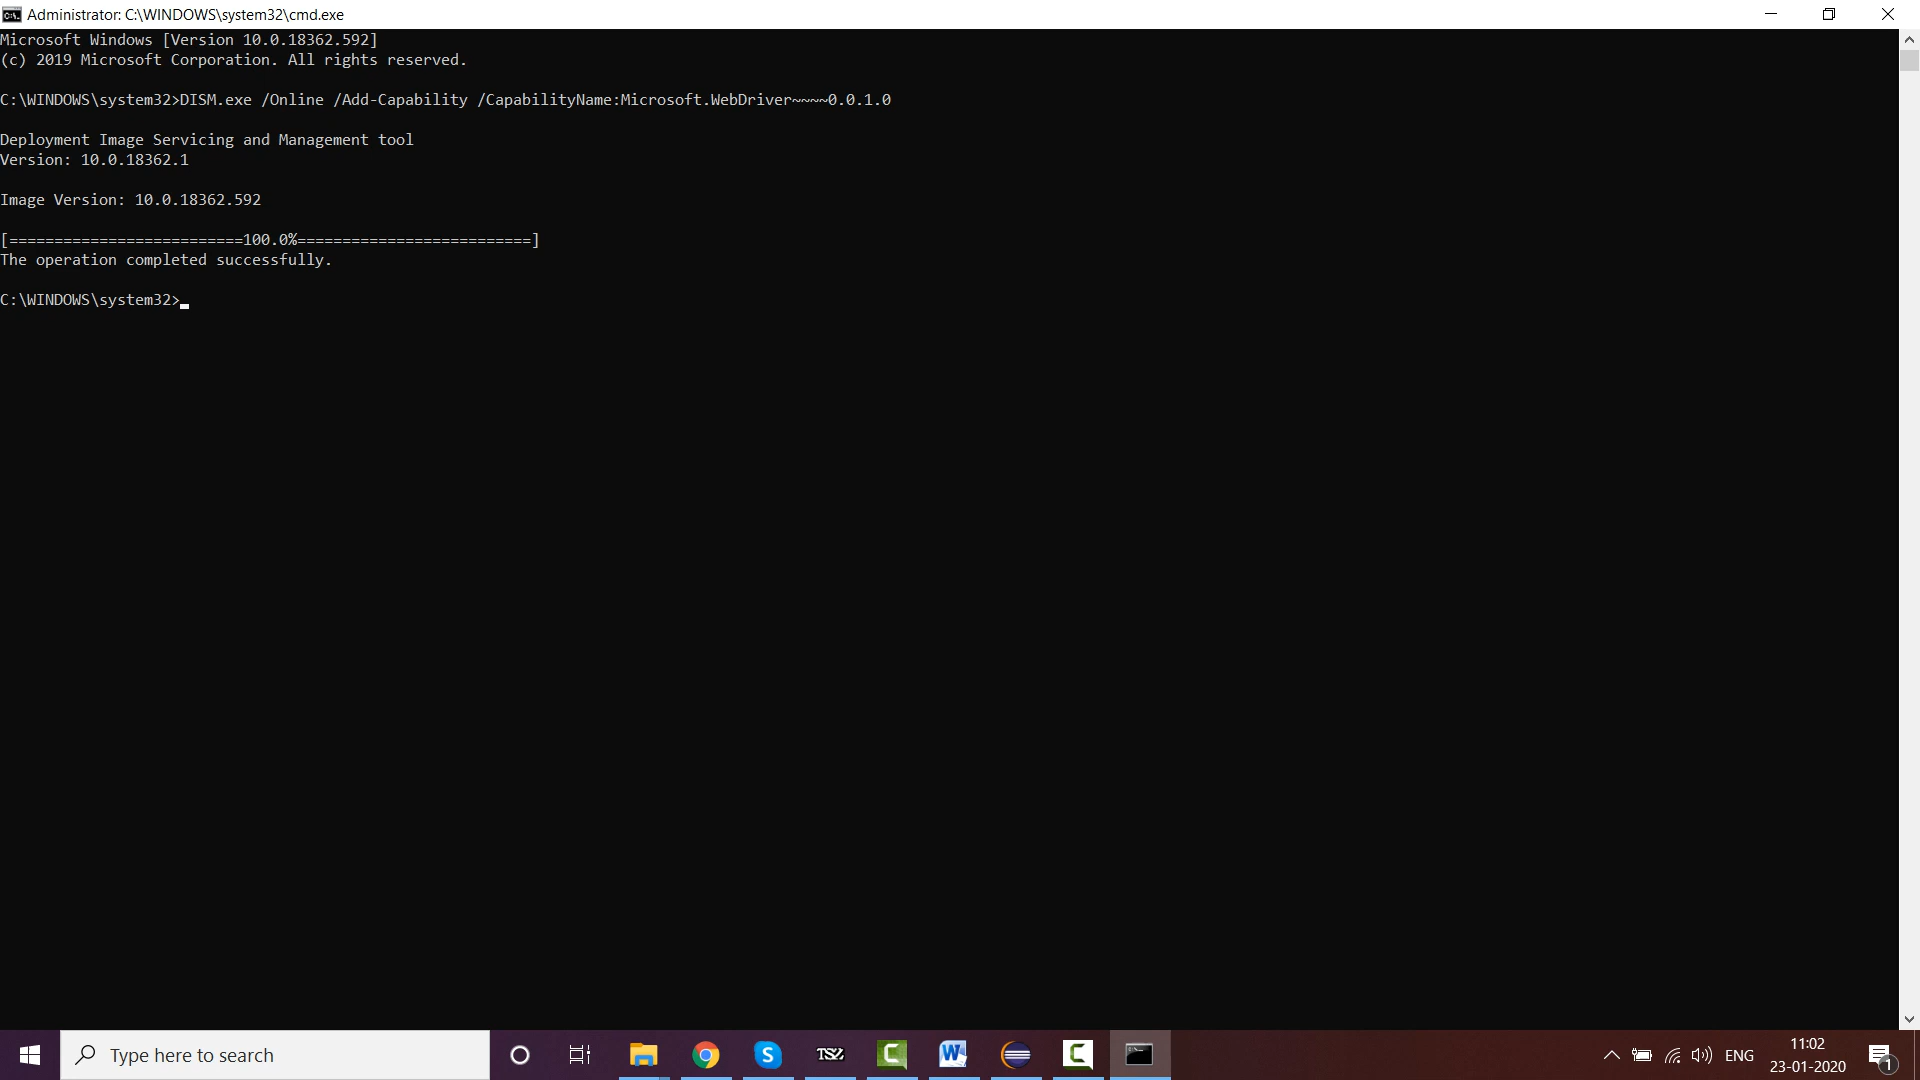 Administrator: C:\WINDOWS\system32\cmd.exe
Microsoft Windows [Version 10.0.18362.592]
(c) 2019 Microsoft Corporation. All rights reserved.
C:\WINDOWS\system32>DISM.exe /Online /Add-Capability /CapabilityName:Microsoft.WebDriver~~~~0.0.1.0
Deployment Image Servicing and Management tool
Version: 10.0.18362.1
Image Version: 10.0.18362.592
[==========================100.0%==========================]
The operation completed successfully.
C:\WINDOWS\system32>
Type here to search
TS2
ENG
11:02
23-01-2020
1